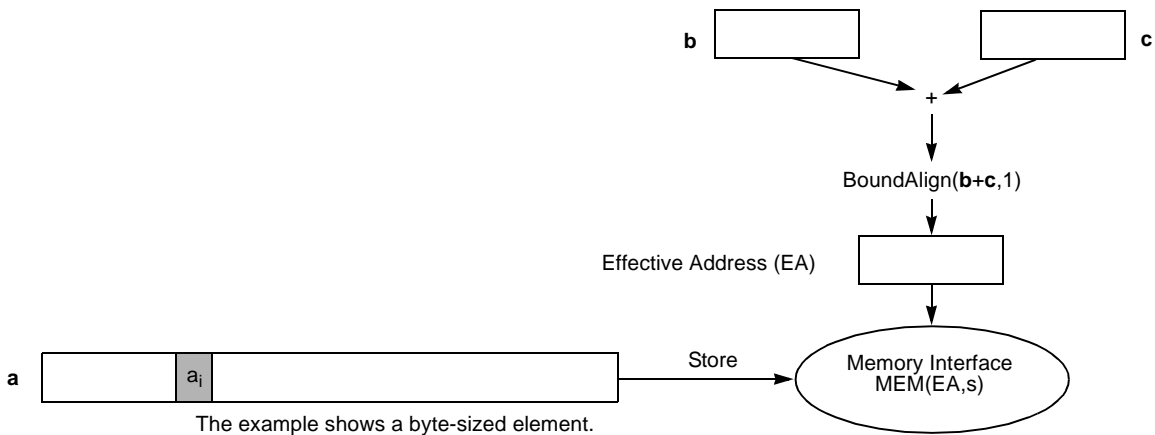 b
c
+
BoundAlign(b+c,1)
Effective Address (EA)
a
ai
Store
Memory Interface
MEM(EA,s)
The example shows a byte-sized element.